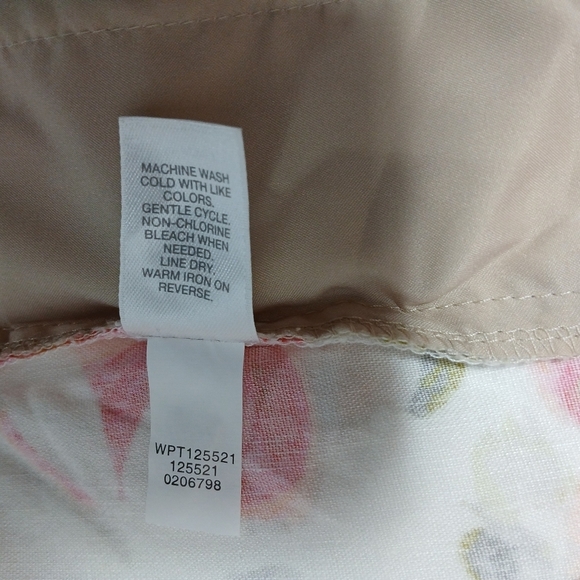 MACHINE WASH
COLD WITH LIKE
COLORS.
GENTLE CYCLE.
NON-CHLORINE
BLEACH WHEN
NEEDED.
LINE DRY.
WARM IRON ON
REVERSE.
WPT125521
125521
0206798